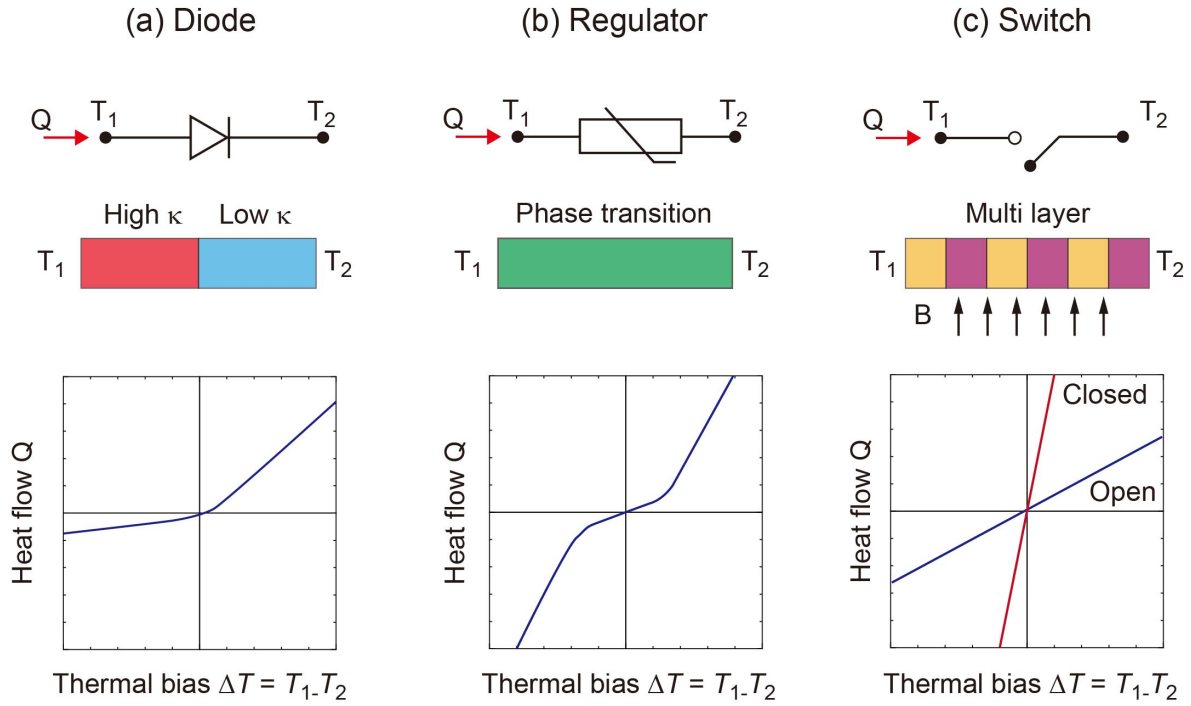 (a) Diode
(b) Regulator
(c) Switch
Q T₁ T₂
Q T₁ T₂
Q T₁ T₂
High κ Low κ
Phase transition
Multi layer
T₁ T₂
T₁ T₂
T₁ T₂
B
Heat flow Q
Heat flow Q
Heat flow Q
Closed
Open
Thermal bias ΔT = T₁₋T₂
Thermal bias ΔT = T₁₋T₂
Thermal bias ΔT = T₁₋T₂